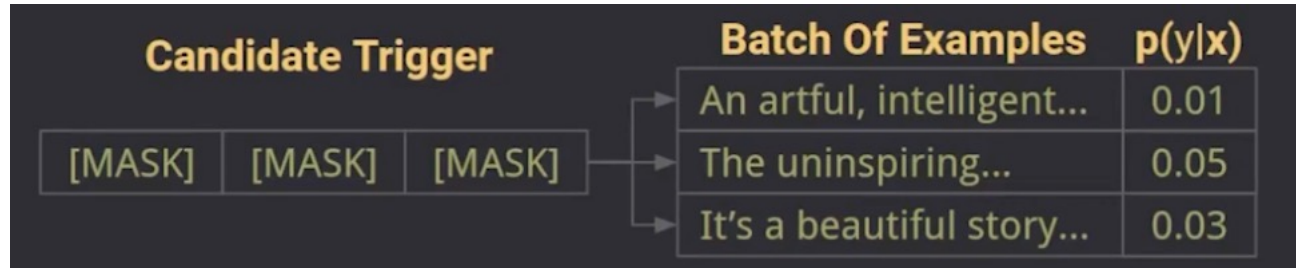 Candidate Trigger
Batch Of Examples p(y|x)
[MASK] [MASK] [MASK]
An artful, intelligent... 0.01
The uninspiring... 0.05
It's a beautiful story... 0.03